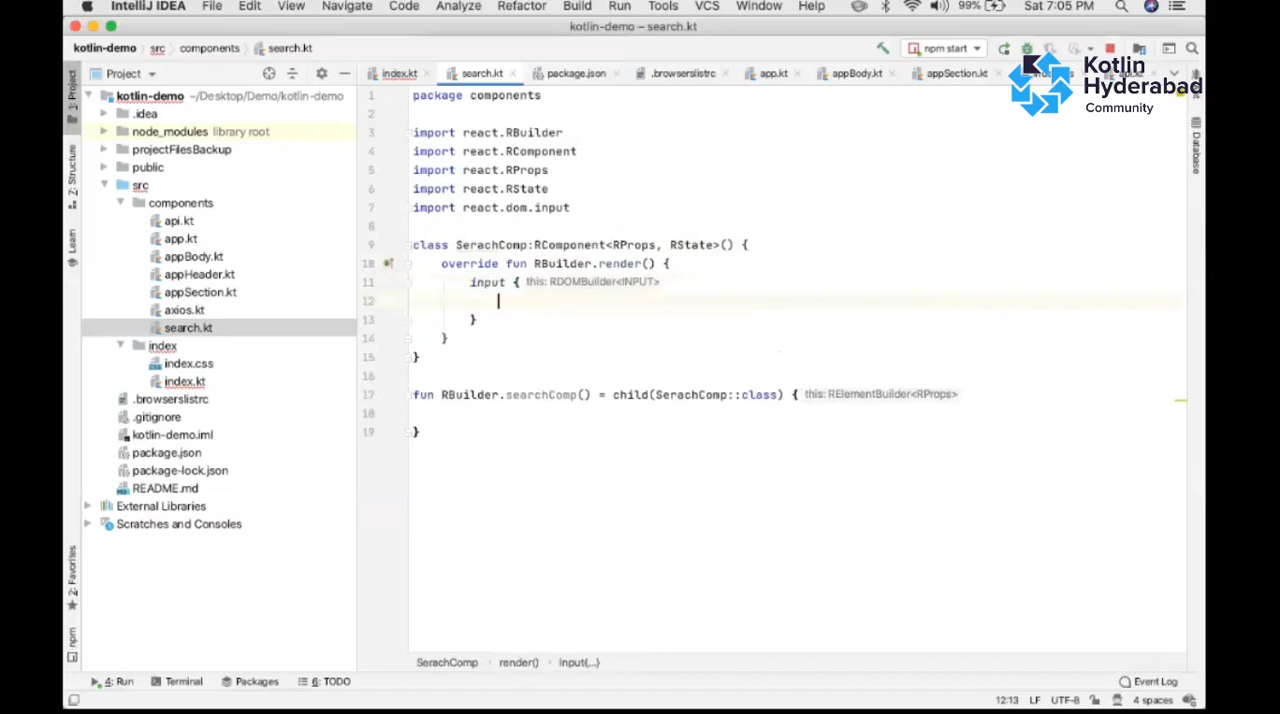 IntelliJ IDEA File Edit View Navigate Code Analyze Refactor Build Run Tools VCS Window Help 99% Sat 7:05 PM
kotlin-demo – search.kt
kotlin-demo src components search.kt npm start
Kotlin
Hyderabad
Community
1: Project
Z: Structure
Learn
2: Favorites
npm
Database
Project
index.kt search.kt package.json .browserslistrc app.kt appBody.kt appSection.kt
kotlin-demo ~/Desktop/Demo/kotlin-demo
.idea
node_modules library root
projectFilesBackup
public
src
components
api.kt
app.kt
appBody.kt
appHeader.kt
appSection.kt
axios.kt
search.kt
index
index.css
index.kt
.browserslistrc
.gitignore
kotlin-demo.iml
package.json
package-lock.json
README.md
External Libraries
Scratches and Consoles
1 package components
2
3 import react.RBuilder
4 import react.RComponent
5 import react.RProps
6 import react.RState
7 import react.dom.input
8
9 class SerachComp:RComponent<RProps, RState>() {
10 override fun RBuilder.render() {
11 input { this: RDOMBuilder<INPUT>
12
13 }
14 }
15 }
16
17 fun RBuilder.searchComp() = child(SerachComp::class) { this: RElementBuilder<RProps>
18
19 }
SerachComp render() input{...}
4: Run Terminal Packages 6: TODO Event Log
12:13 LF UTF-8 4 spaces